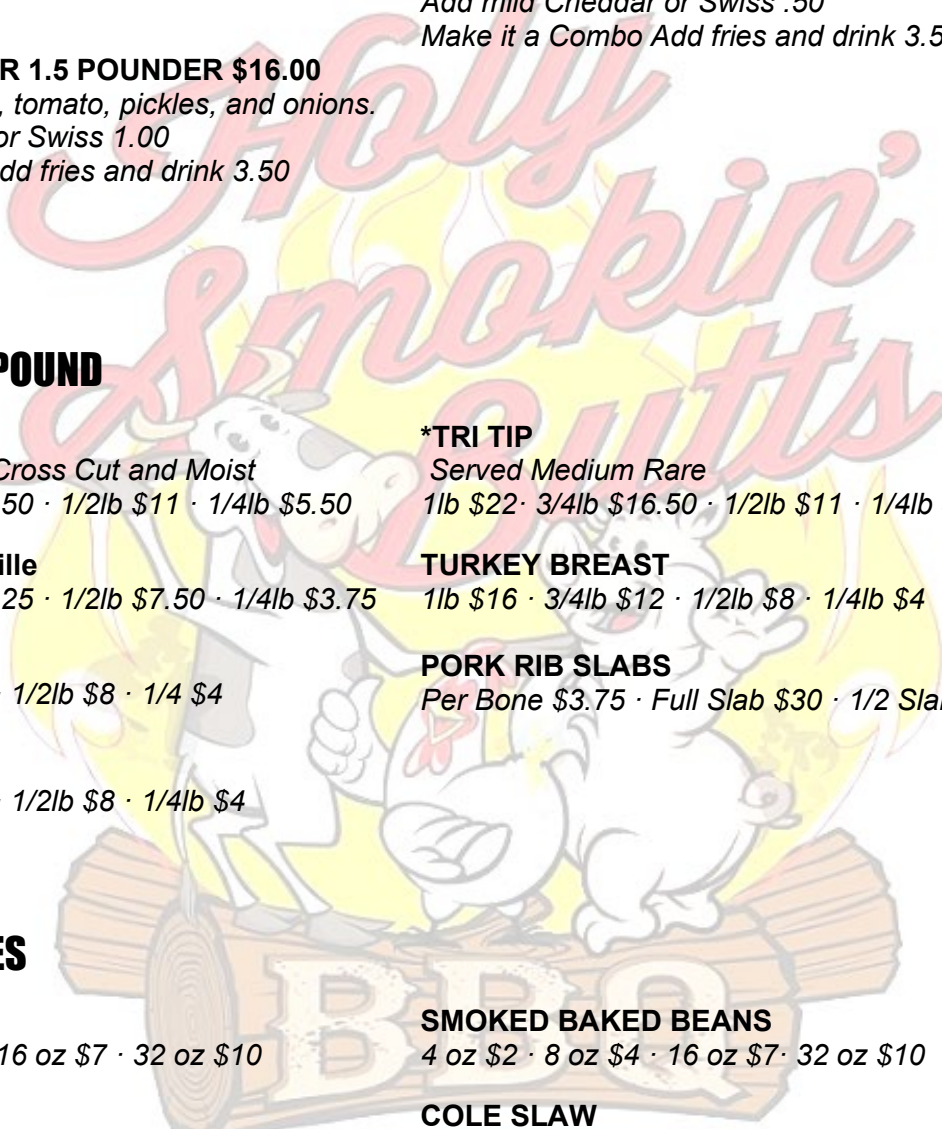 Add mild Cheddar or Swiss .50
Make it a Combo Add fries and drink 3.5
R 1.5 POUNDER $16.00
, tomato, pickles, and onions.
or Swiss 1.00
dd fries and drink 3.50
Holy
Smokin'
Butts
POUND
Cross Cut and Moist
.50 · 1/2lb $11 · 1/4lb $5.50
ille
25 · 1/2lb $7.50 · 1/4lb $3.75
· 1/2lb $8 · 1/4 $4
· 1/2lb $8 · 1/4lb $4
*TRI TIP
Served Medium Rare
1lb $22· 3/4lb $16.50 · 1/2lb $11 · 1/4lb
TURKEY BREAST
1lb $16 · 3/4lb $12 · 1/2lb $8 · 1/4lb $4
PORK RIB SLABS
Per Bone $3.75 · Full Slab $30 · 1/2 Sla
ES
16 oz $7 · 32 oz $10
BBQ
SMOKED BAKED BEANS
4 oz $2 · 8 oz $4 · 16 oz $7· 32 oz $10
COLE SLAW